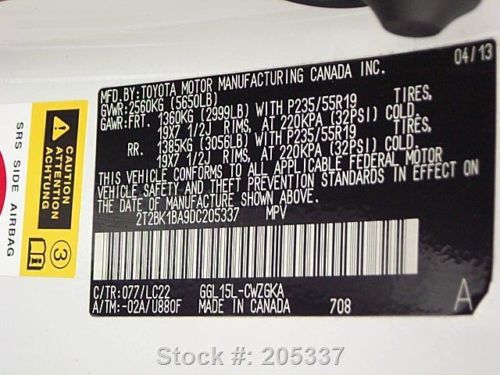 04/13
MFD.BY:TOYOTA MOTOR MANUFACTURING CANADA INC.
GVWR:2560KG (5650LB)
GAWR:FRT. 1360KG (2999LB) WITH P235/55R19 TIRES,
19X7 1/2J RIMS, AT 220KPA (32PSI) COLD.
RR. 1385KG (3056LB) WITH P235/55R19 TIRES,
19X7 1/2J RIMS, AT 220KPA (32PSI) COLD.
THIS VEHICLE CONFORMS TO ALL APPLICABLE FEDERAL MOTOR
VEHICLE SAFETY AND THEFT PREVENTION STANDARDS IN EFFECT ON
THE DATE OF MANUFACTURE SHOWN ABOVE.
2T2BK1BA9DC205337 MPV
C/TR:077/LC22 GGL15L-CWZGKA
A/TM:-02A/U880F MADE IN CANADA 708
A
SRS SIDE AIRBAG
CAUTION
ATTENTION
ACHTUNG
3
Stock #: 205337